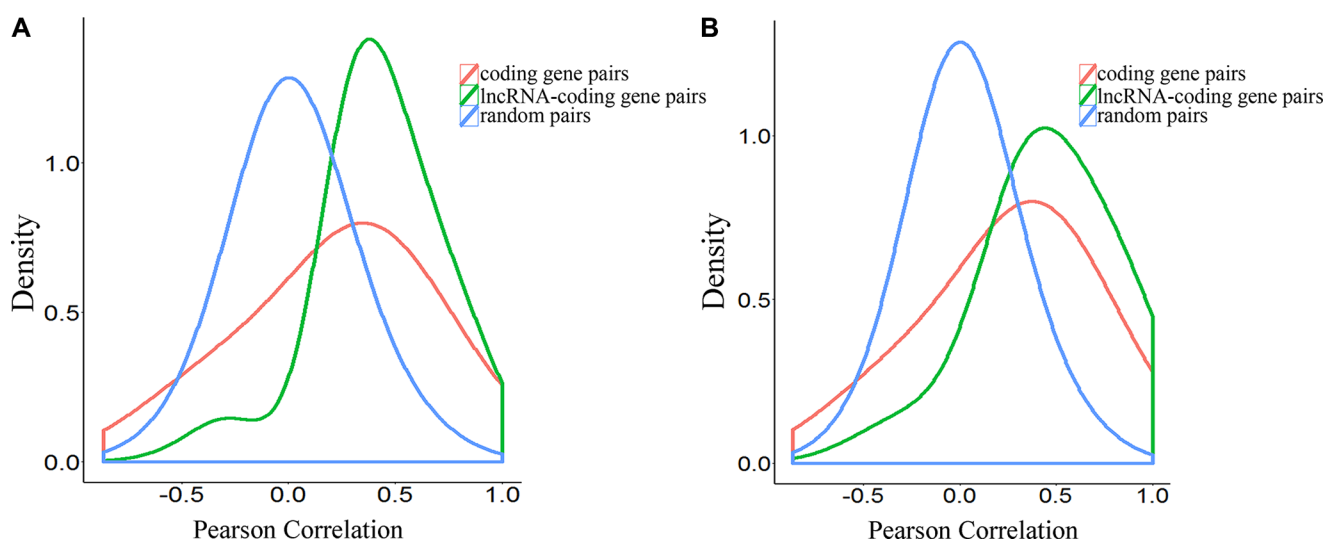 A
coding gene pairs
lncRNA-coding gene pairs
random pairs
1.0
0.5
0.0
Density
-0.5 0.0 0.5 1.0
Pearson Correlation
B
coding gene pairs
lncRNA-coding gene pairs
random pairs
1.0
0.5
0.0
Density
-0.5 0.0 0.5 1.0
Pearson Correlation